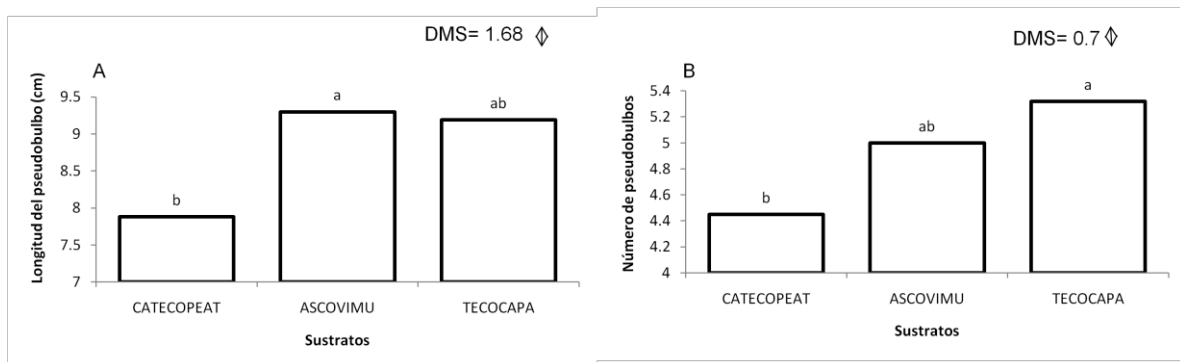 DMS= 1.68
A
Longitud del pseudobulbo (cm)
9.5
9
8.5
8
7.5
7
b
a
ab
CATECOPEAT
ASCOVIMU
TECOCAPA
Sustratos
DMS= 0.7
B
Número de pseudobulbos
5.4
5.2
5
4.8
4.6
4.4
4.2
4
b
ab
a
CATECOPEAT
ASCOVIMU
TECOCAPA
Sustratos